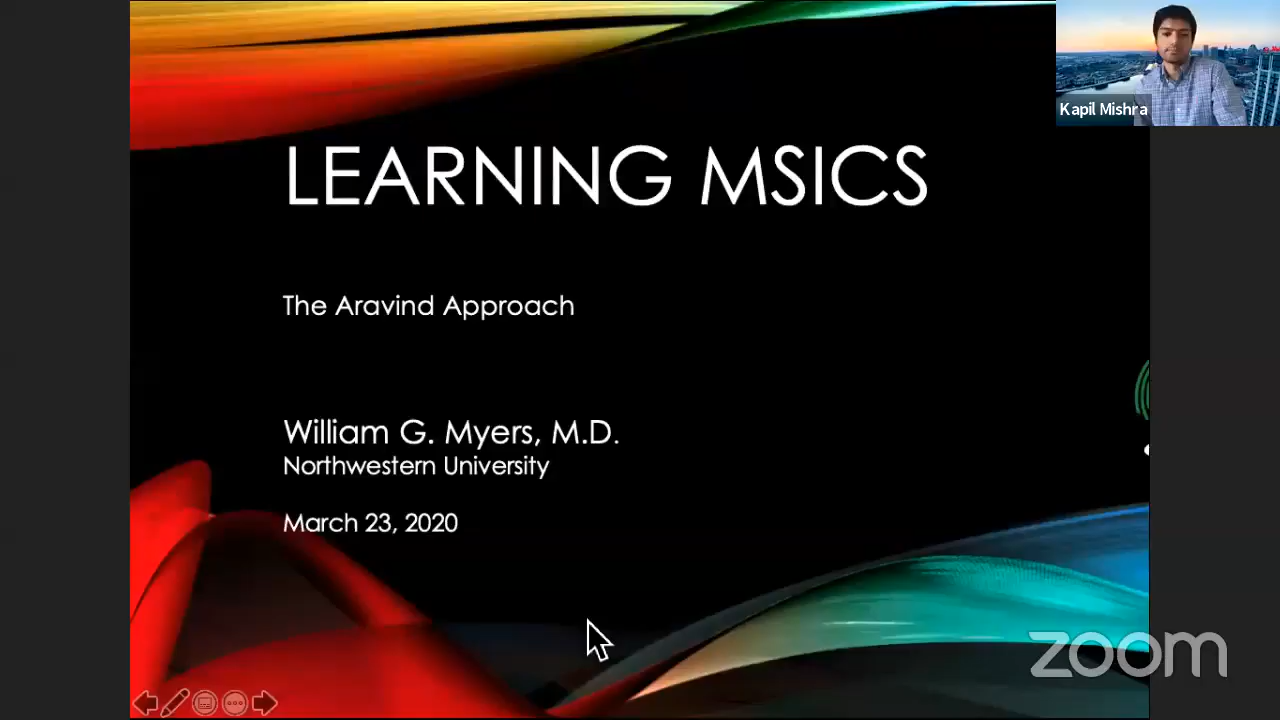 Kapil Mishra
LEARNING MSICS
The Aravind Approach
William G. Myers, M.D.
Northwestern University
March 23, 2020
zoom